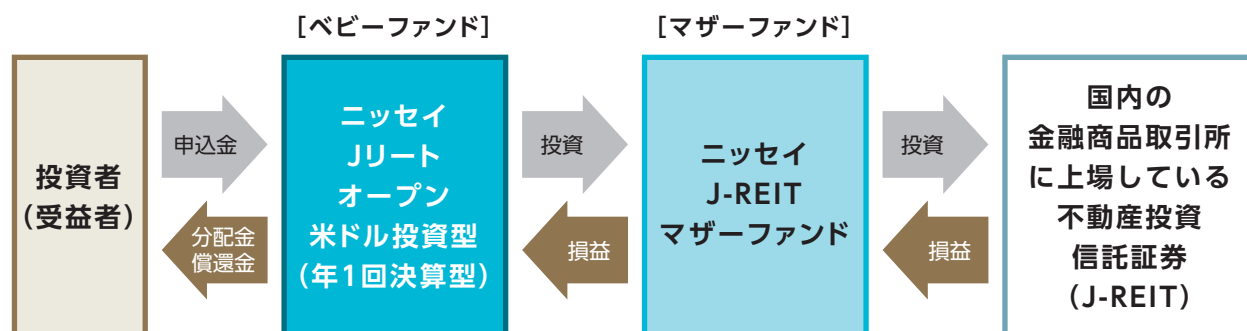 [ベビーファンド]
[マザーファンド]
投資者
(受益者)
申込金
分配金
償還金
ニッセイ
Jリート
オープン
米ドル投資型
(年1回決算型)
投資
損益
ニッセイ
J-REIT
マザーファンド
投資
損益
国内の
金融商品取引所
に上場している
不動産投資
信託証券
(J-REIT)